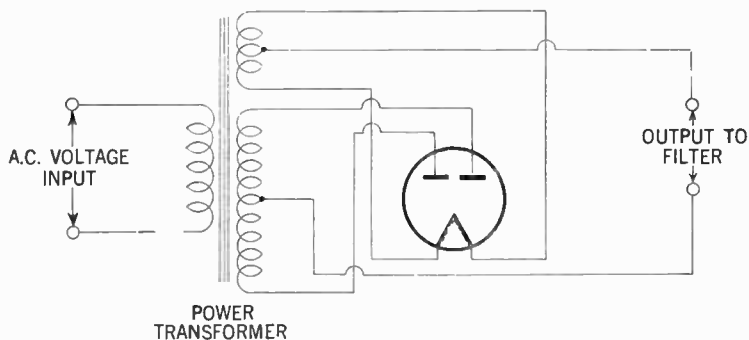 A.C. VOLTAGE
INPUT
OUTPUT TO
FILTER
POWER
TRANSFORMER